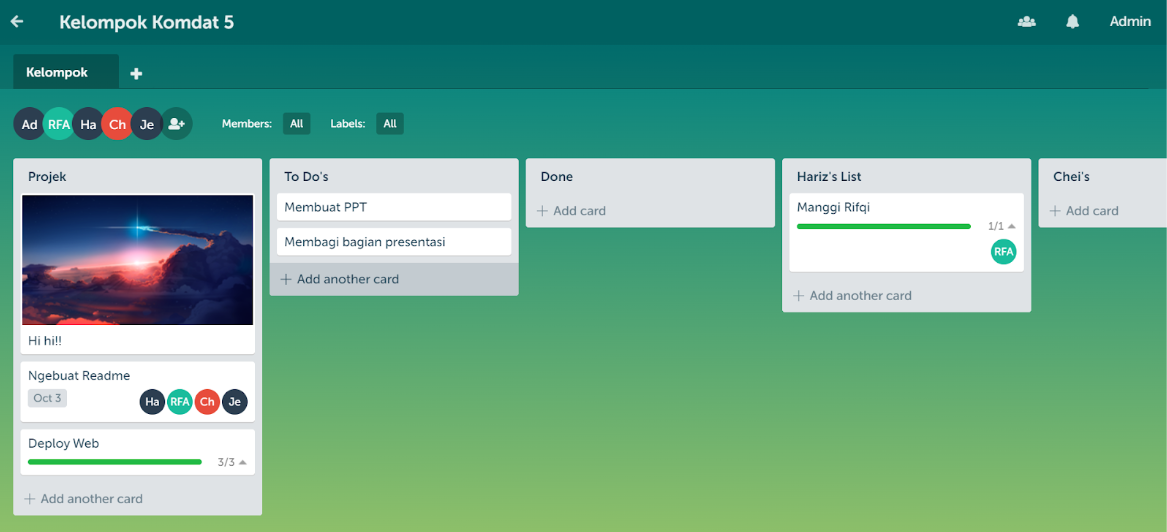 Kelompok Komdat 5
Admin
Kelompok
Ad RFA Ha Ch Je
Members: All Labels: All
Projek
Hi hi!!
Ngebuat Readme
Oct 3
Ha RFA Ch Je
Deploy Web
3/3
+ Add another card
To Do's
Membuat PPT
Membagi bagian presentasi
+ Add another card
Done
+ Add card
Hariz's List
Manggi Rifqi
1/1
RFA
+ Add another card
Chei's
+ Add card